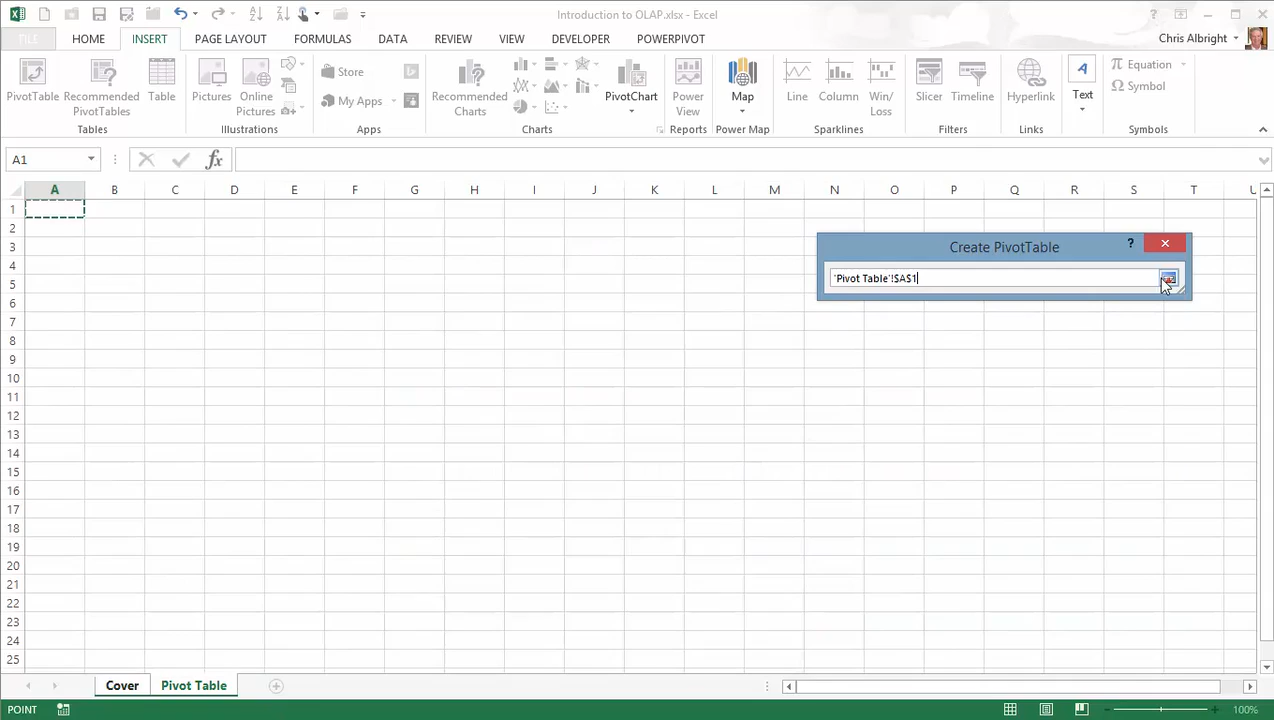 Introduction to OLAP.xlsx - Excel
FILE HOME INSERT PAGE LAYOUT FORMULAS DATA REVIEW VIEW DEVELOPER POWERPIVOT Chris Albright
PivotTable
Recommended
PivotTables
Table
Tables
Pictures
Online
Pictures
Illustrations
Store
My Apps
Apps
Recommended
Charts
PivotChart
Charts
Power
View
Reports
Map
Power Map
Line
Column
Win/
Loss
Sparklines
Slicer
Timeline
Filters
Hyperlink
Links
A
Text
Equation
Symbol
Symbols
A1
fx
A B C D E F G H I J K L M N O P Q R S T U
1
2
3
4
5
6
7
8
9
10
11
12
13
14
15
16
17
18
19
20
21
22
23
24
25
Create PivotTable ?
'Pivot Table'!$A$1
Cover Pivot Table
POINT 100%